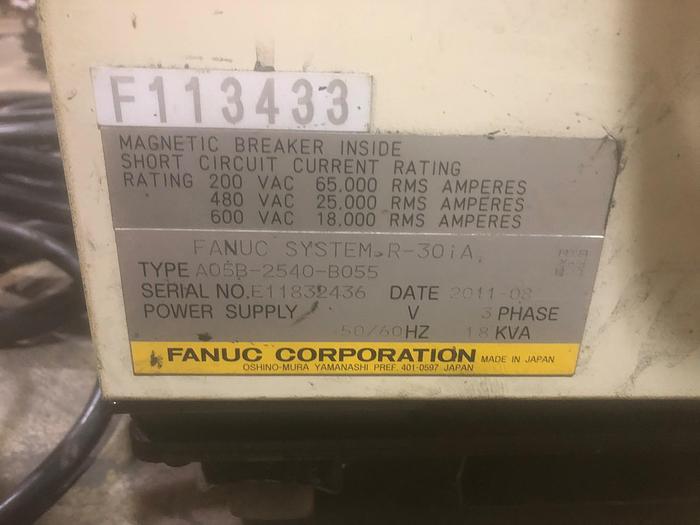 F113433
MAGNETIC BREAKER INSIDE
SHORT CIRCUIT CURRENT RATING
RATING 200 VAC 65,000 RMS AMPERES
480 VAC 25,000 RMS AMPERES
600 VAC 18,000 RMS AMPERES
FANUC SYSTEM R-30iA
TYPE A05B-2540-B055
SERIAL NO. E11832436 DATE 2011-08
POWER SUPPLY V 3 PHASE
50/60HZ 18 KVA
FANUC CORPORATION MADE IN JAPAN
OSHINO-MURA YAMANASHI PREF. 401-0597 JAPAN